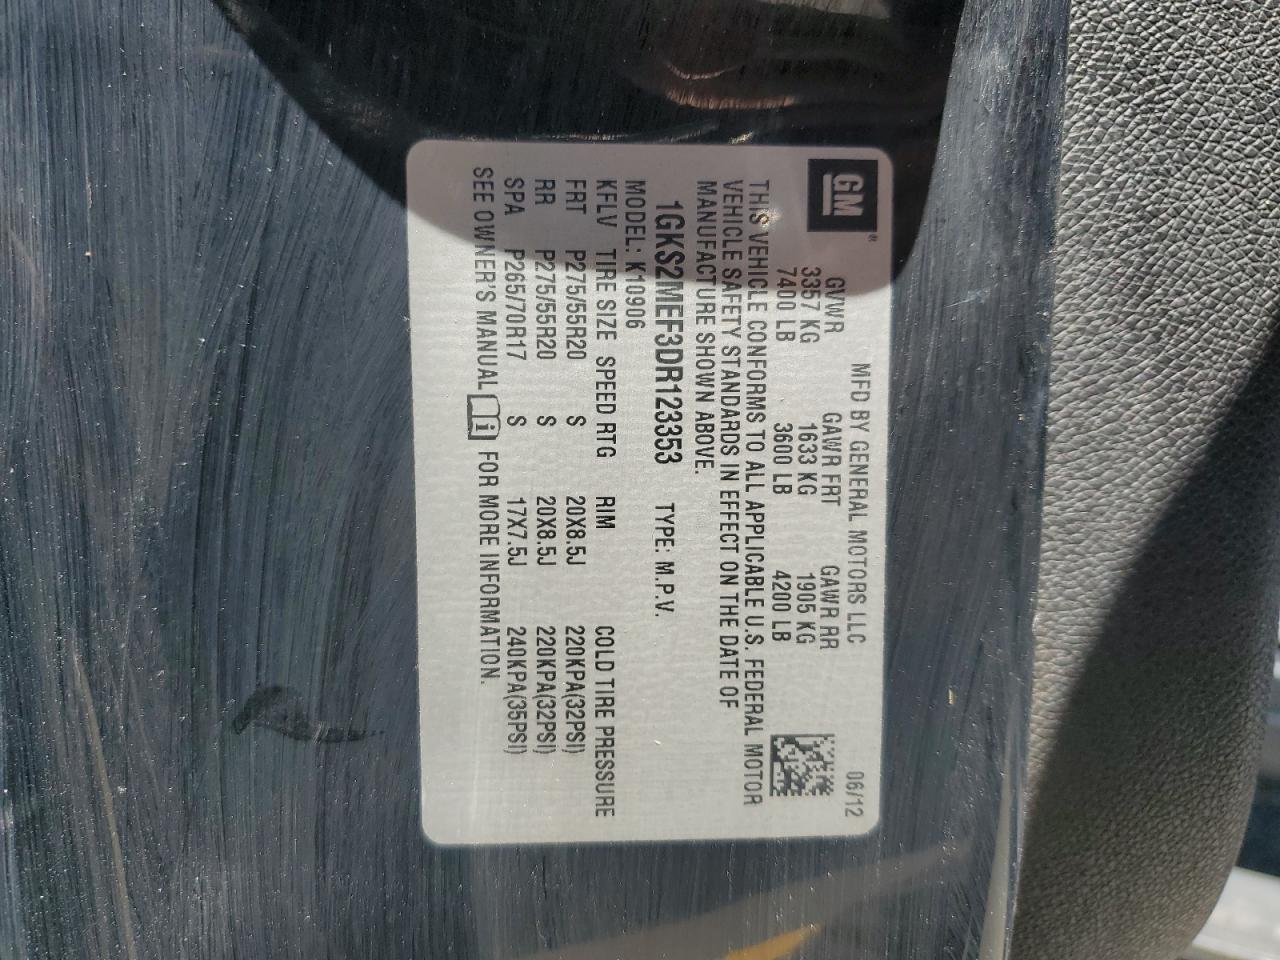 GM®
MFD BY GENERAL MOTORS LLC 06/12
GVWR GAWR FRT GAWR RR
3357 KG 1633 KG 1905 KG
7400 LB 3600 LB 4200 LB
THIS VEHICLE CONFORMS TO ALL APPLICABLE U.S. FEDERAL MOTOR
VEHICLE SAFETY STANDARDS IN EFFECT ON THE DATE OF
MANUFACTURE SHOWN ABOVE.
1GKS2MEF3DR123353 TYPE: M.P.V.
MODEL: K10906
KFLV TIRE SIZE SPEED RTG RIM COLD TIRE PRESSURE
FRT P275/55R20 S 20X8.5J 220KPA(32PSI)
RR P275/55R20 S 20X8.5J 220KPA(32PSI)
SPA P265/70R17 S 17X7.5J 240KPA(35PSI)
SEE OWNER'S MANUAL i FOR MORE INFORMATION.